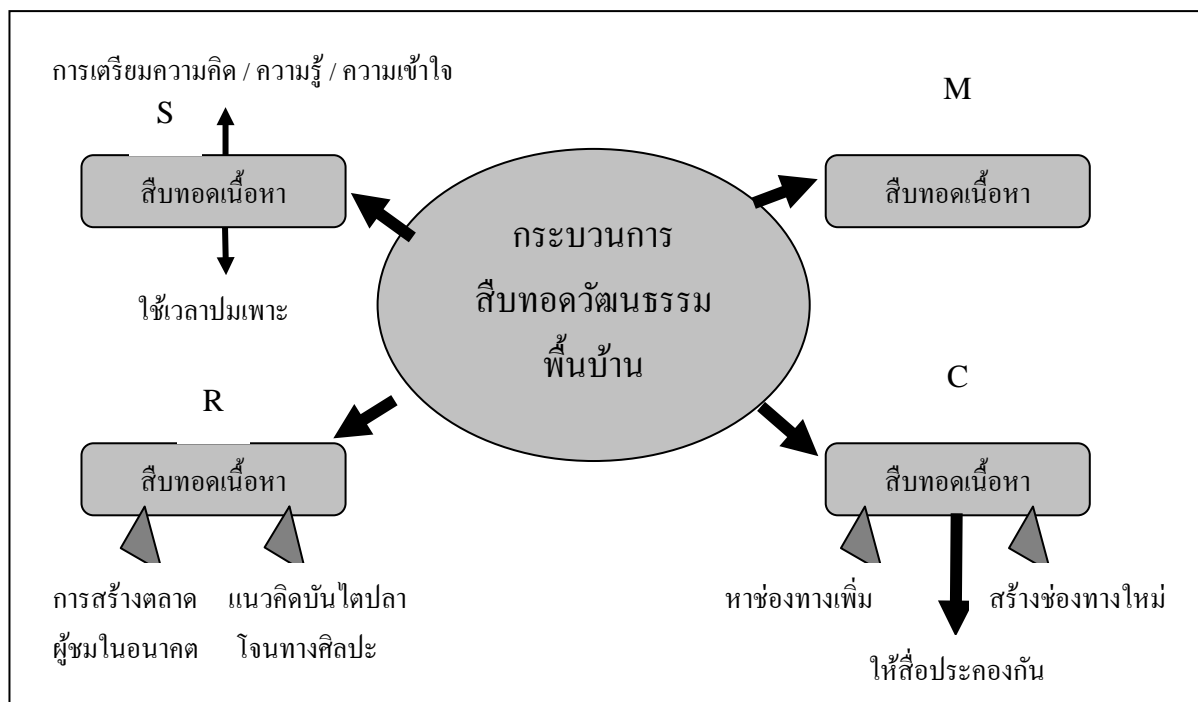 การเตรียมความคิด / ความรู้ / ความเข้าใจ
S
สืบทอดเนื้อหา
ใช้เวลาปมเพาะ
M
สืบทอดเนื้อหา
กระบวนการ
สืบทอดวัฒนธรรม
พื้นบ้าน
R
สืบทอดเนื้อหา
การสร้างตลาด
ผู้ชมในอนาคต
แนวคิดบันไตปลา
โจนทางศิลปะ
C
สืบทอดเนื้อหา
หาช่องทางเพิ่ม
สร้างช่องทางใหม่
ให้สื่อประคองกัน